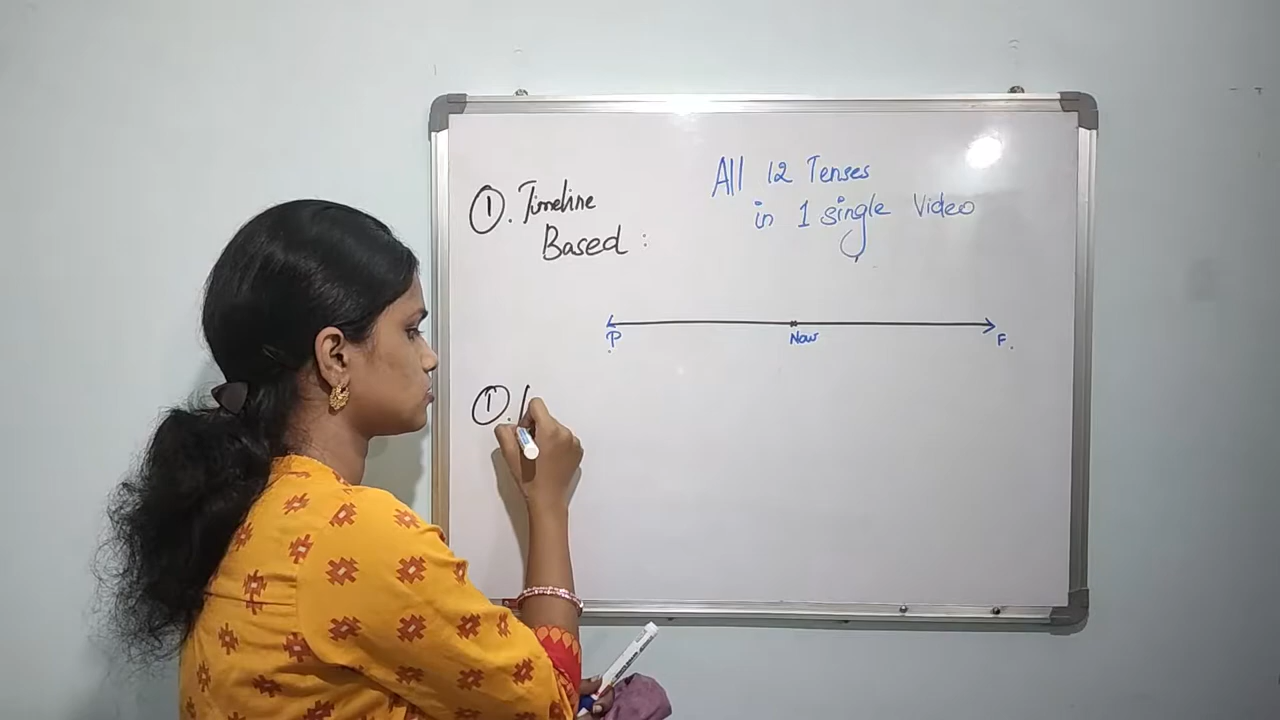 All 12 Tenses
in 1 single Video
①. Timeline
Based :
P Now F.
①.